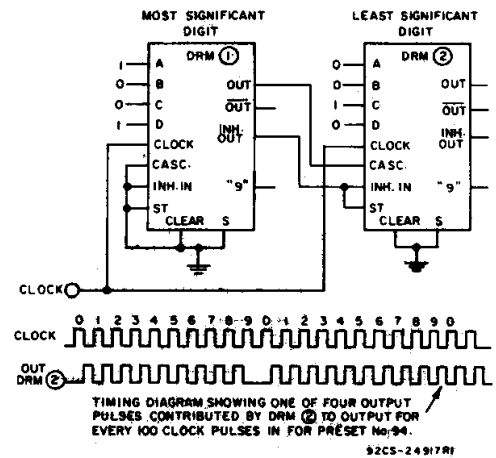 MOST SIGNIFICANT DIGIT
LEAST SIGNIFICANT DIGIT
DRM 1
1 A
0 B
0 C
1 D
CLOCK
CASC.
INH. IN
ST
OUT
OUT
INH. OUT
"9"
CLEAR S
DRM 2
0 A
0 B
1 C
0 D
CLOCK
CASC.
INH. IN
ST
OUT
OUT
INH. OUT
"9"
CLEAR S
CLOCK
0 1 2 3 4 5 6 7 8 9 0 1 2 3 4 5 6 7 8 9 0
CLOCK
OUT
DRM 2
TIMING DIAGRAM SHOWING ONE OF FOUR OUTPUT
PULSES CONTRIBUTED BY DRM 2 TO OUTPUT FOR
EVERY 100 CLOCK PULSES IN FOR PRESET No. 94.
92CS-24917R1